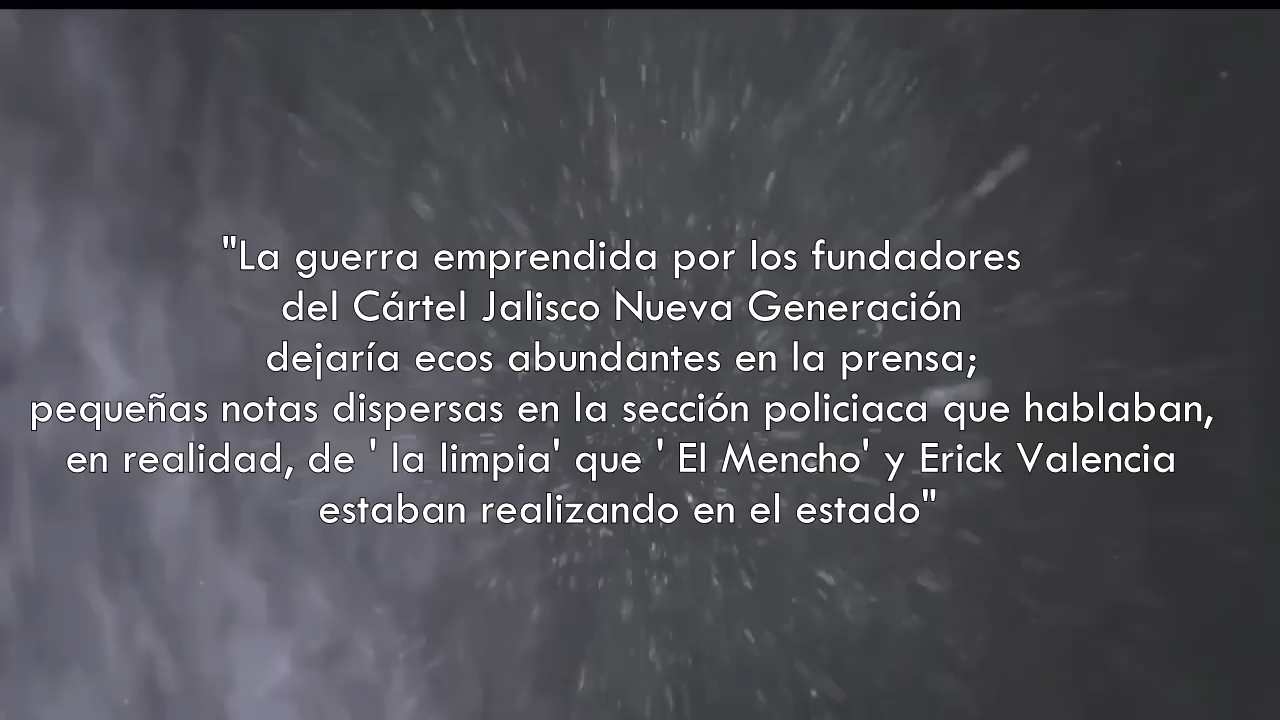 "La guerra emprendida por los fundadores
del Cártel Jalisco Nueva Generación
dejaría ecos abundantes en la prensa;
pequeñas notas dispersas en la sección policiaca que hablaban,
en realidad, de ' la limpia' que ' El Mencho' y Erick Valencia
estaban realizando en el estado"